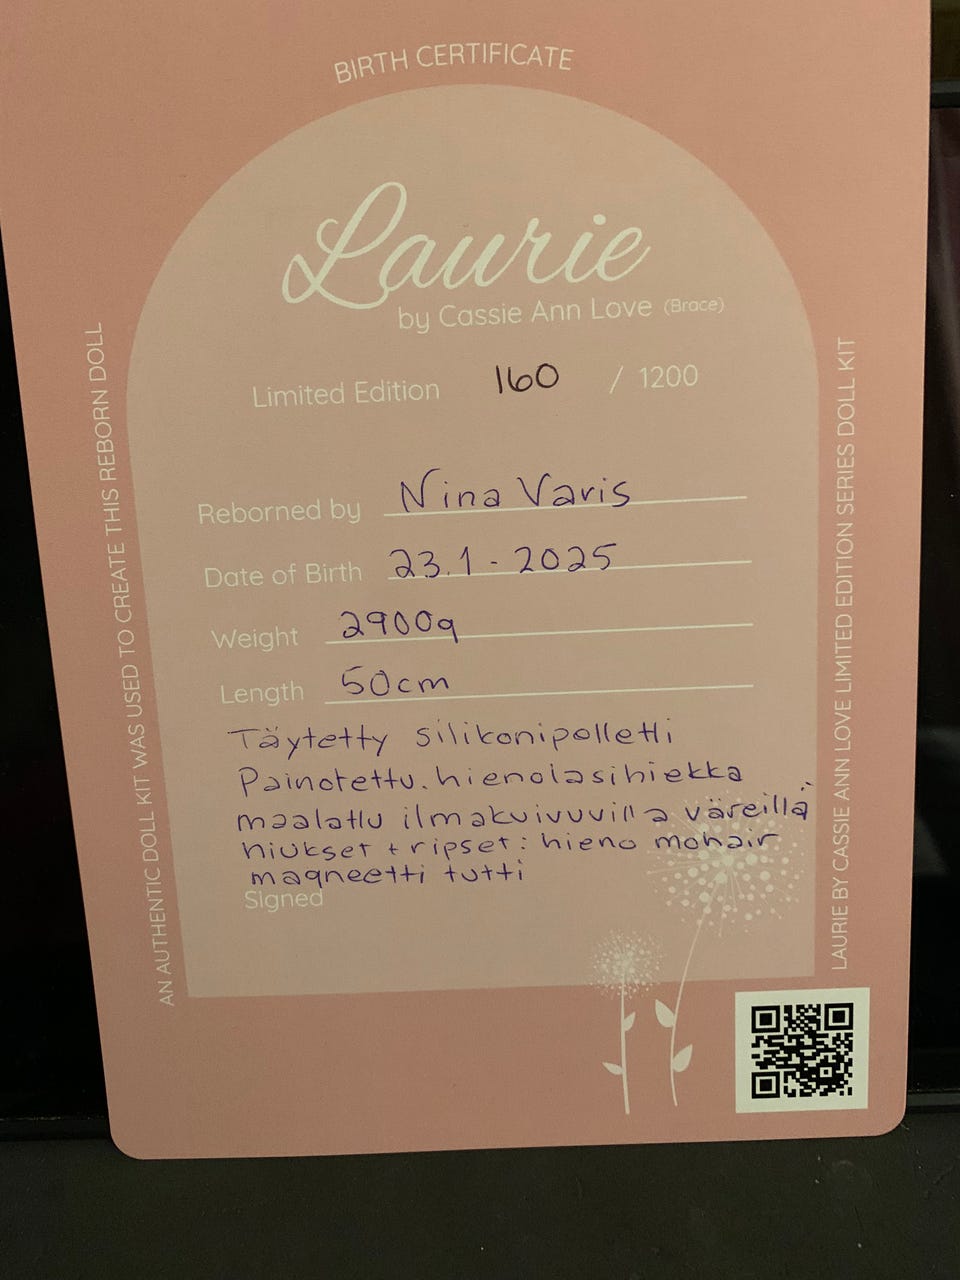 BIRTH CERTIFICATE
Laurie
by Cassie Ann Love (Brace)
Limited Edition 160 / 1200
Reborned by Nina Varis
Date of Birth 23.1-2025
Weight 2900g
Length 50cm
Täytetty silikonipelletti
Painotettu. hienolasihiekka
maalattu ilmakuivuvilla väreillä
hiukset + ripset: hieno mohair
magneetti tutti
Signed
AN AUTHENTIC DOLL KIT WAS USED TO CREATE THIS REBORN DOLL
LAURIE BY CASSIE ANN LOVE LIMITED EDITION SERIES DOLL KIT